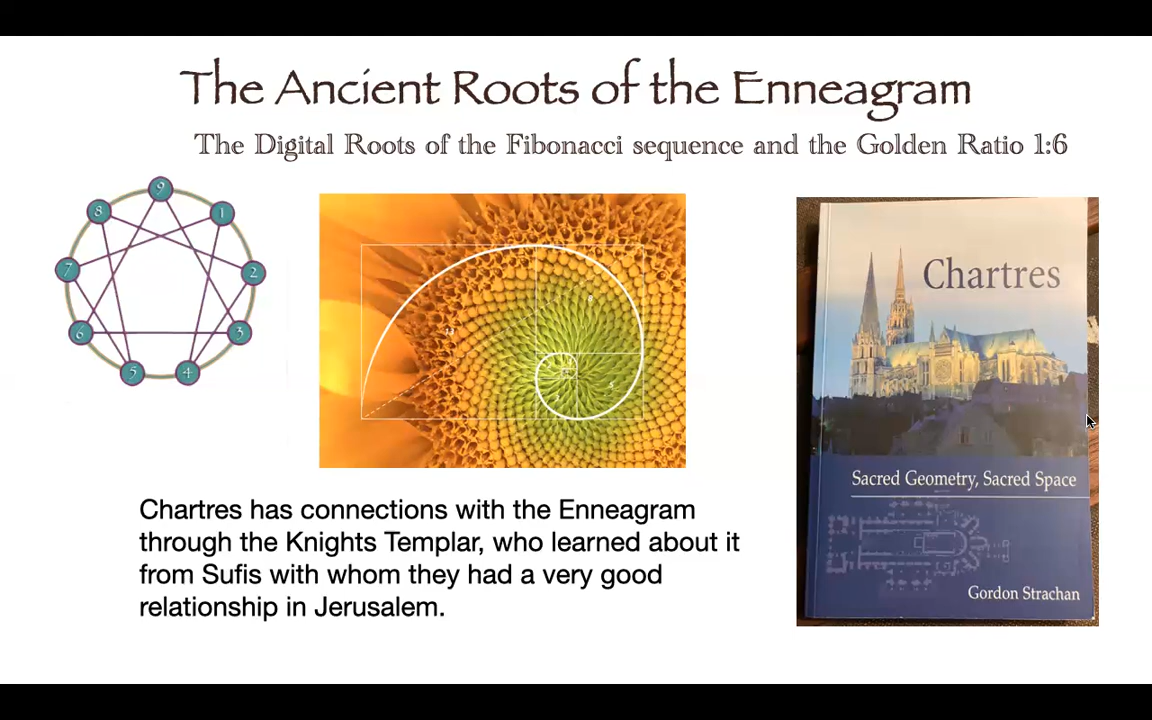 The Ancient Roots of the Enneagram
The Digital Roots of the Fibonacci sequence and the Golden Ratio 1:6
9
8
1
7
2
6
3
5
4
8
13
5
Chartres
Sacred Geometry, Sacred Space
Gordon Strachan
Chartres has connections with the Enneagram
through the Knights Templar, who learned about it
from Sufis with whom they had a very good
relationship in Jerusalem.